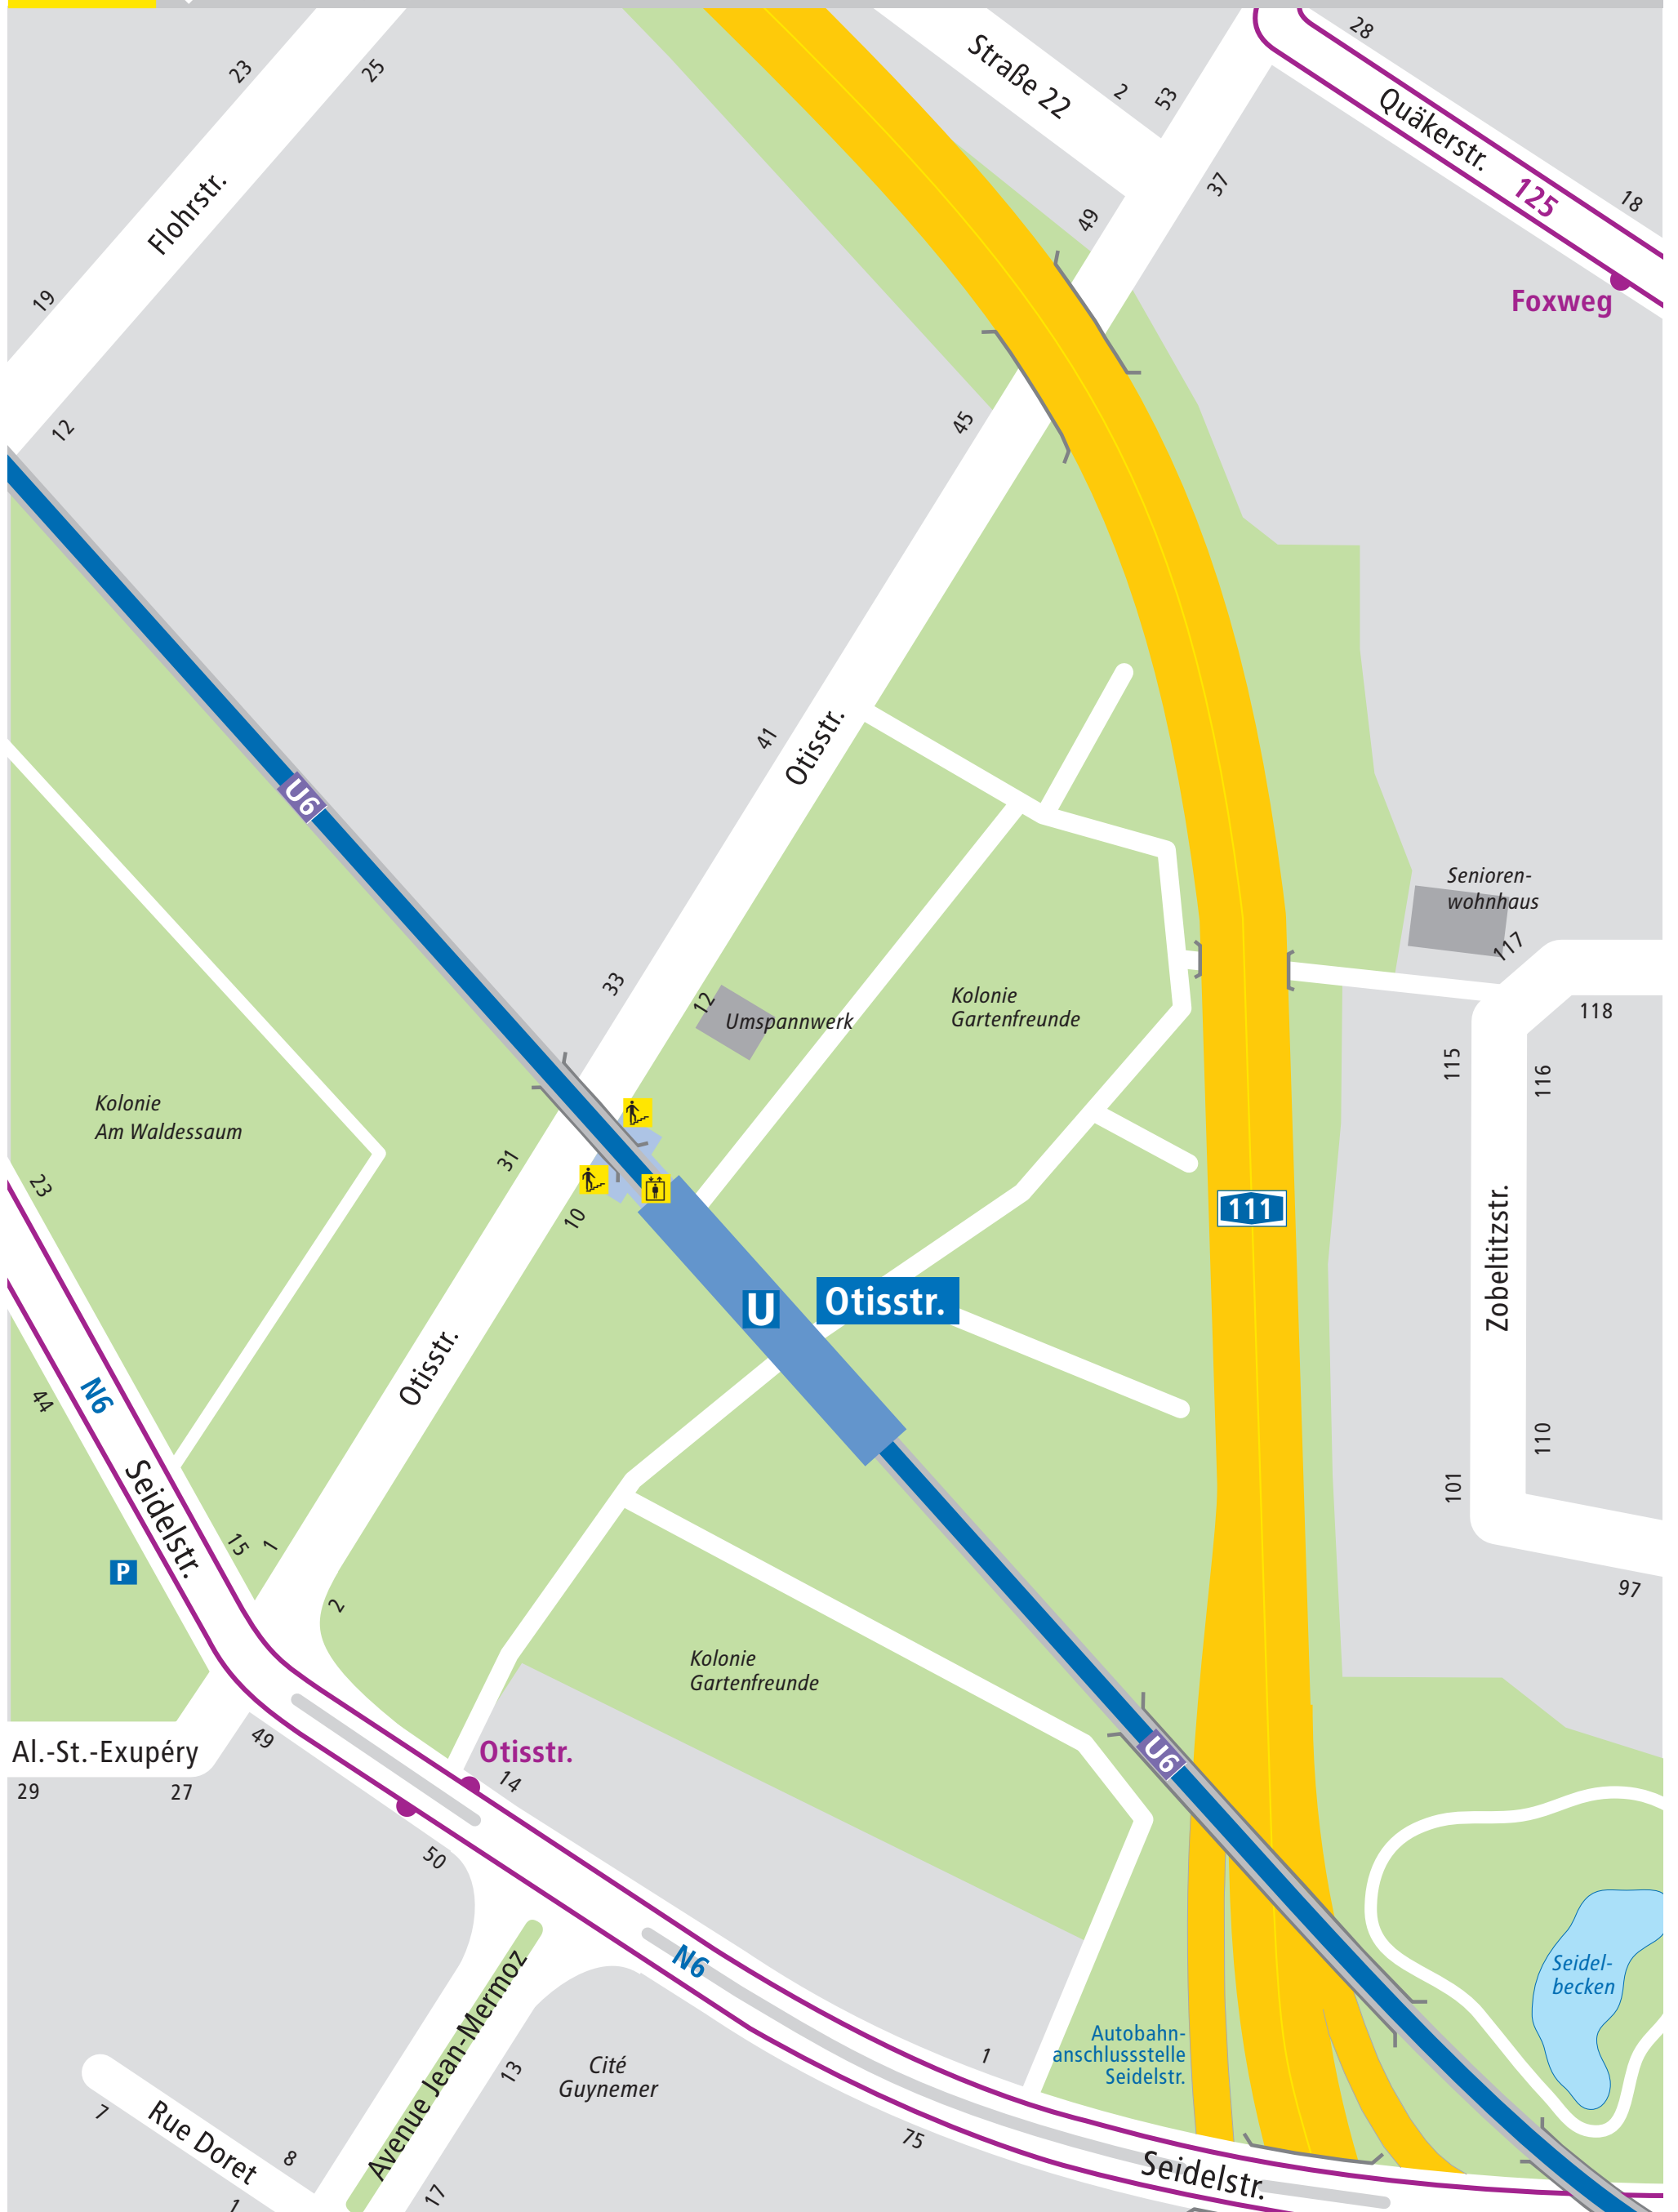 28
23
25
Straße 22
2
53
Quäkerstr.
125
18
37
49
Flohrstr.
Foxweg
19
12
45
U6
41
Otisstr.
Senioren-
wohnhaus
117
33
12
Umspannwerk
Kolonie
Gartenfreunde
118
115
116
Kolonie
Am Waldessaum
31
23
10
111
Zobeltitzstr.
U
Otisstr.
Otisstr.
44
N6
110
101
Seidelstr.
15
1
P
2
97
Kolonie
Gartenfreunde
Al.-St.-Exupéry
49
Otisstr.
U6
29
27
14
50
N6
Seidel-
becken
Avenue Jean-Mermoz
Autobahn-
anschlussstelle
Seidelstr.
1
13
Cité
Guynemer
7
Rue Doret
8
75
Seidelstr.
17
1